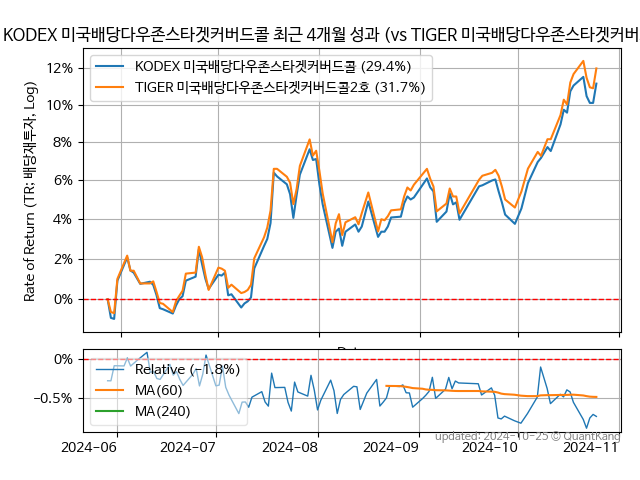 KODEX 미국배당다우존스타겟커버드콜 최근 4개월 성과 (vs TIGER 미국배당다우존스타겟커버
KODEX 미국배당다우존스타겟커버드콜 (29.4%)
TIGER 미국배당다우존스타겟커버드콜2호 (31.7%)
Rate of Return (TR: 배당재투자, Log)
12%
10%
8%
6%
4%
2%
0%
Relative (−1.8%)
MA(60)
MA(240)
0%
−0.5%
updated: 2024-10-25 © QuantKang
2024-06
2024-07
2024-08
2024-09
2024-10
2024-11